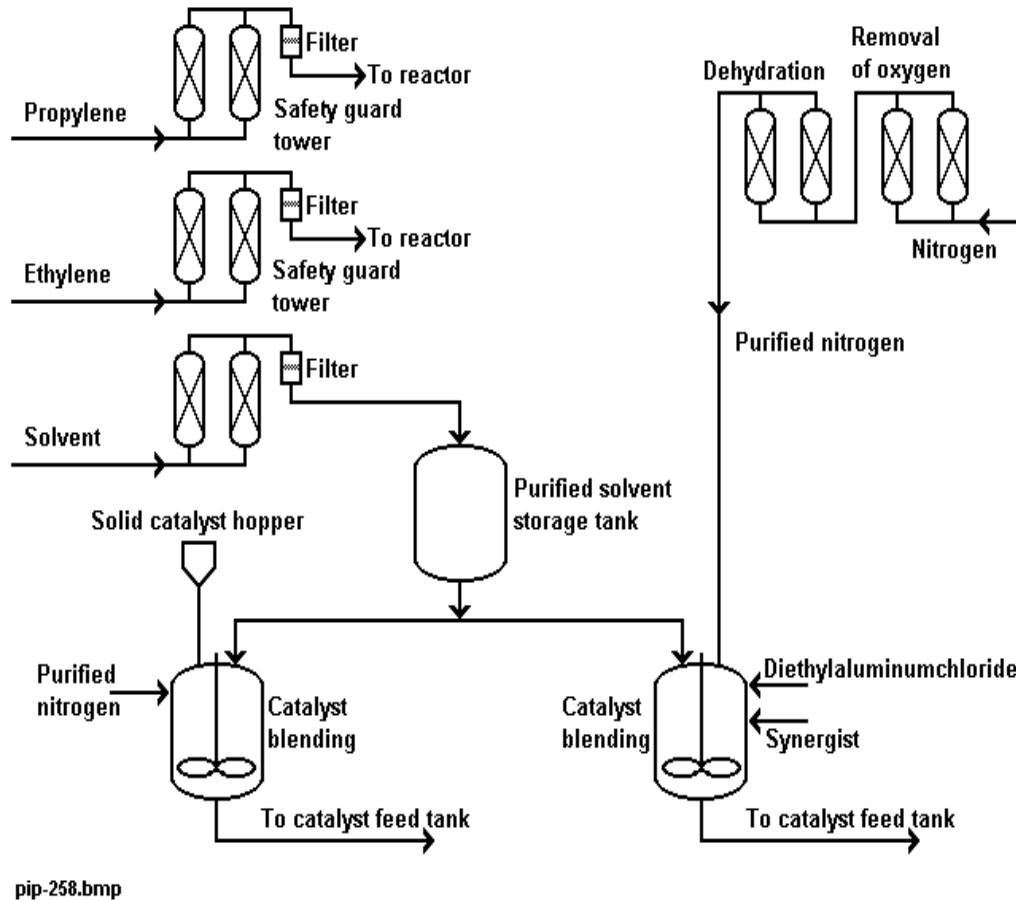 Filter
To reactor
Propylene
Safety guard
tower
Removal
of oxygen
Dehydration
Nitrogen
Filter
To reactor
Ethylene
Safety guard
tower
Purified nitrogen
Filter
Solvent
Purified solvent
storage tank
Solid catalyst hopper
Purified
nitrogen
Catalyst
blending
Catalyst
blending
Diethylaluminumchloride
Synergist
To catalyst feed tank
To catalyst feed tank
pip-258.bmp